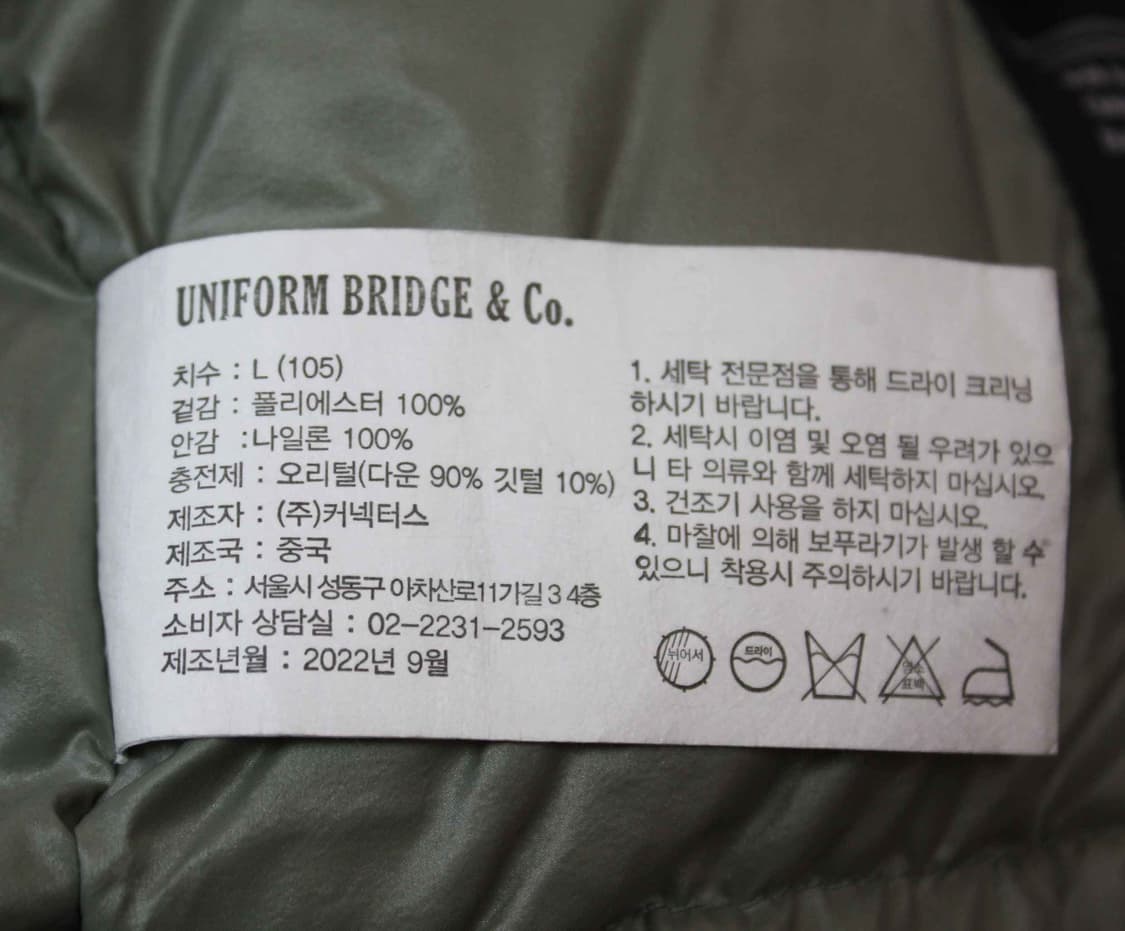 UNIFORM BRIDGE & Co.
치수 : L (105)
겉감 : 폴리에스터 100%
안감 :나일론 100%
충전제 : 오리털(다운 90% 깃털 10%)
제조자 : (주)커넥터스
제조국 : 중국
주소 : 서울시 성동구 아차산로11가길 3 4층
소비자 상담실 : 02-2231-2593
제조년월 : 2022년 9월
1. 세탁 전문점을 통해 드라이 크리닝
하시기 바랍니다.
2. 세탁시 이염 및 오염 될 우려가 있으
니 타 의류와 함께 세탁하지 마십시오.
3. 건조기 사용을 하지 마십시오.
4. 마찰에 의해 보푸라기가 발생 할 수
있으니 착용시 주의하시기 바랍니다.
뉘어서
드라이
염소
표백